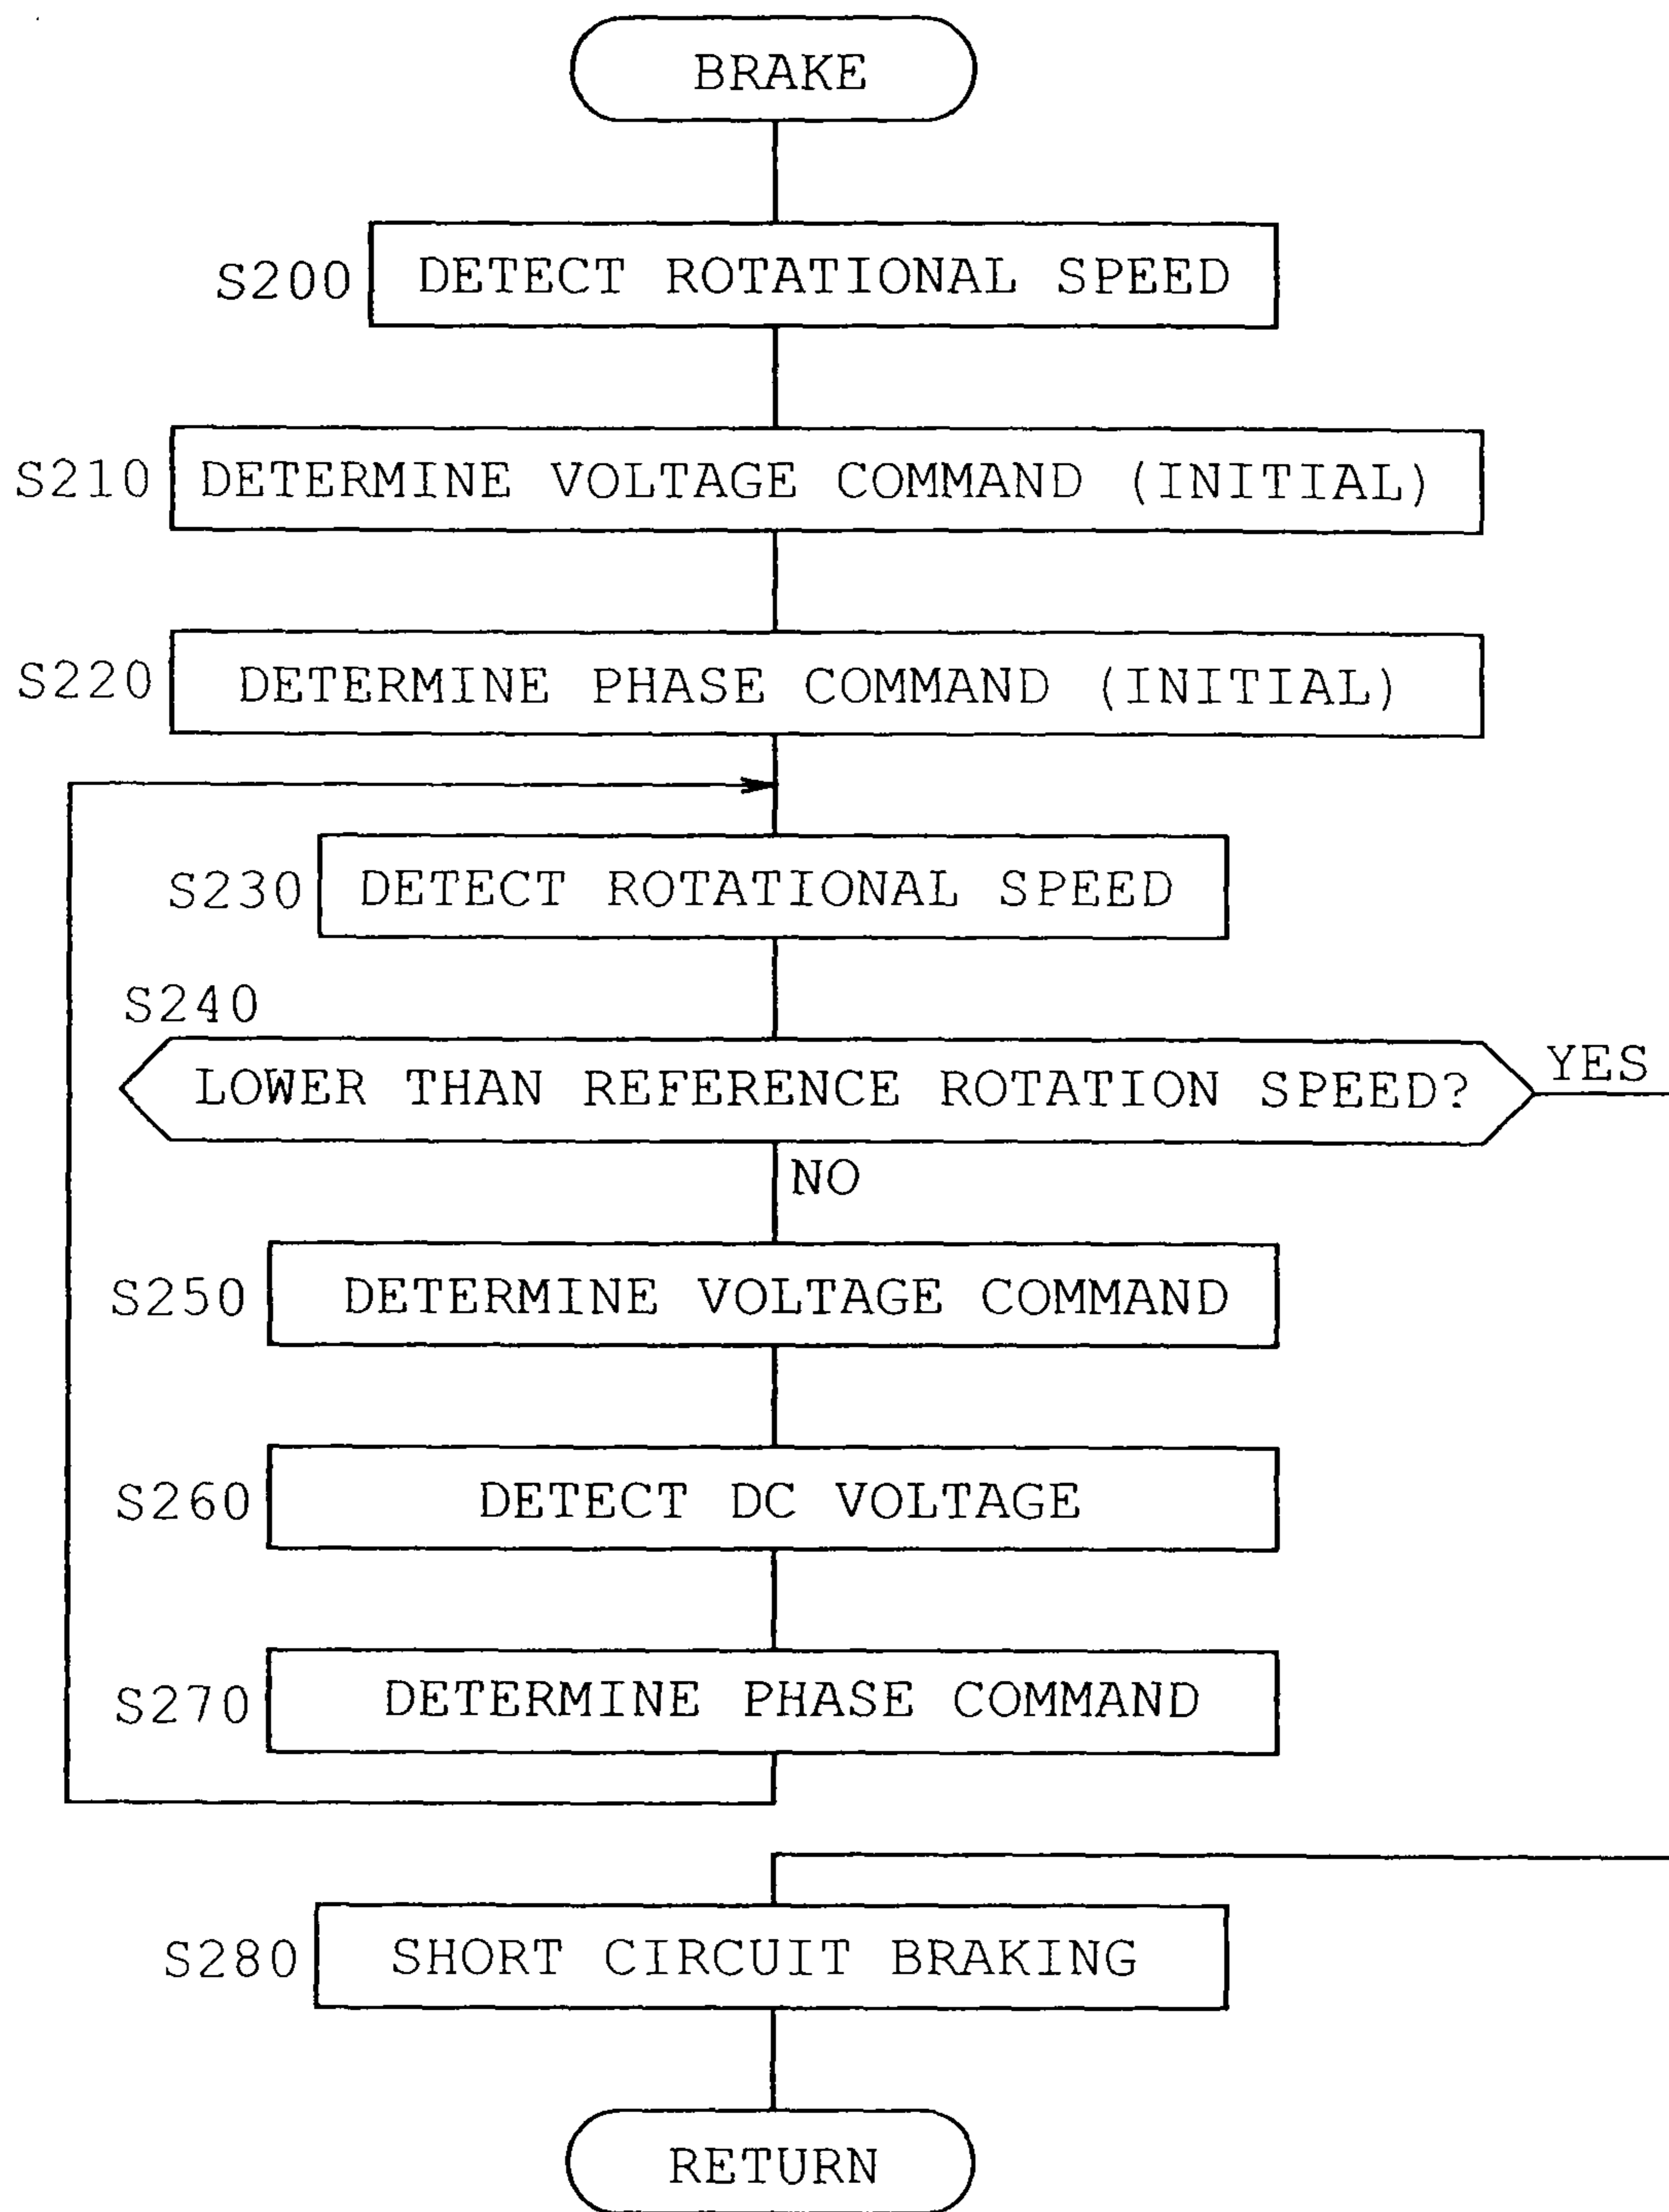 BRAKE
S200 DETECT ROTATIONAL SPEED
S210 DETERMINE VOLTAGE COMMAND (INITIAL)
S220 DETERMINE PHASE COMMAND (INITIAL)
S230 DETECT ROTATIONAL SPEED
S240
LOWER THAN REFERENCE ROTATION SPEED? YES
NO
S250 DETERMINE VOLTAGE COMMAND
S260 DETECT DC VOLTAGE
S270 DETERMINE PHASE COMMAND
S280 SHORT CIRCUIT BRAKING
RETURN